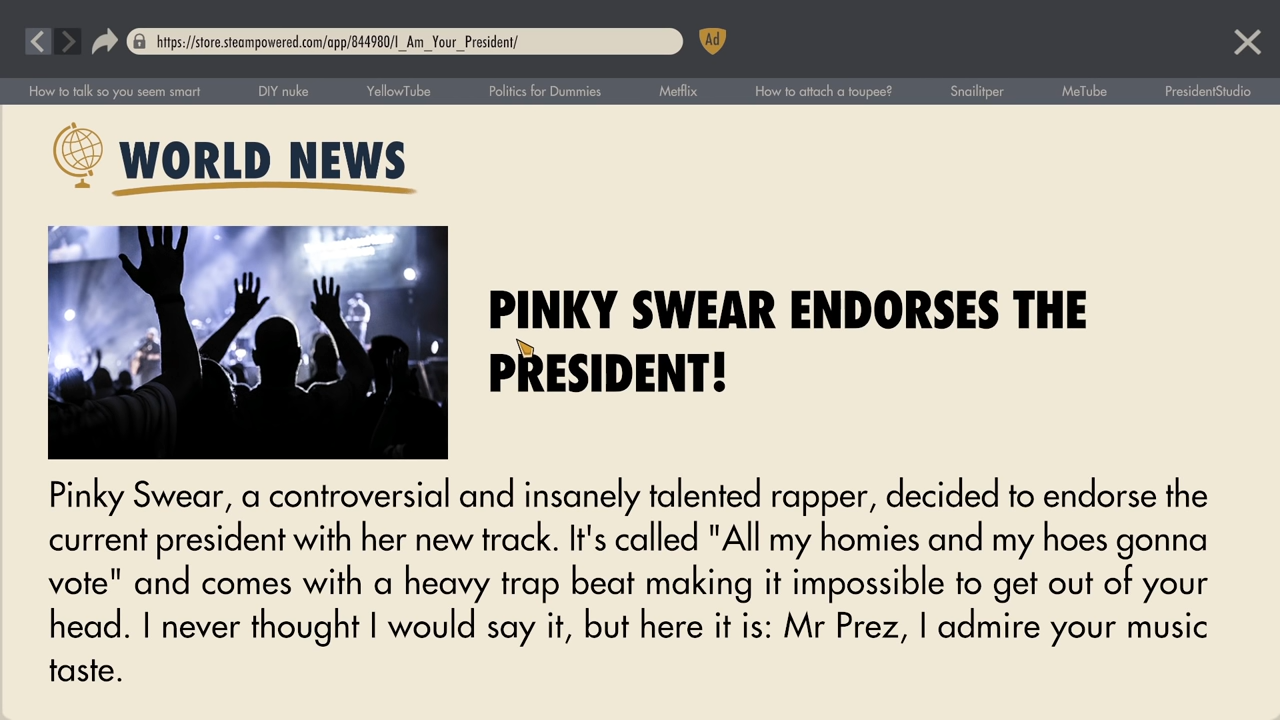 https://store.steampowered.com/app/844980/I_Am_Your_President/
Ad
How to talk so you seem smart
DIY nuke
YellowTube
Politics for Dummies
Metflix
How to attach a toupee?
Snailitper
MeTube
PresidentStudio
WORLD NEWS
PINKY SWEAR ENDORSES THE
PRESIDENT!
Pinky Swear, a controversial and insanely talented rapper, decided to endorse the
current president with her new track. It's called "All my homies and my hoes gonna
vote" and comes with a heavy trap beat making it impossible to get out of your
head. I never thought I would say it, but here it is: Mr Prez, I admire your music
taste.